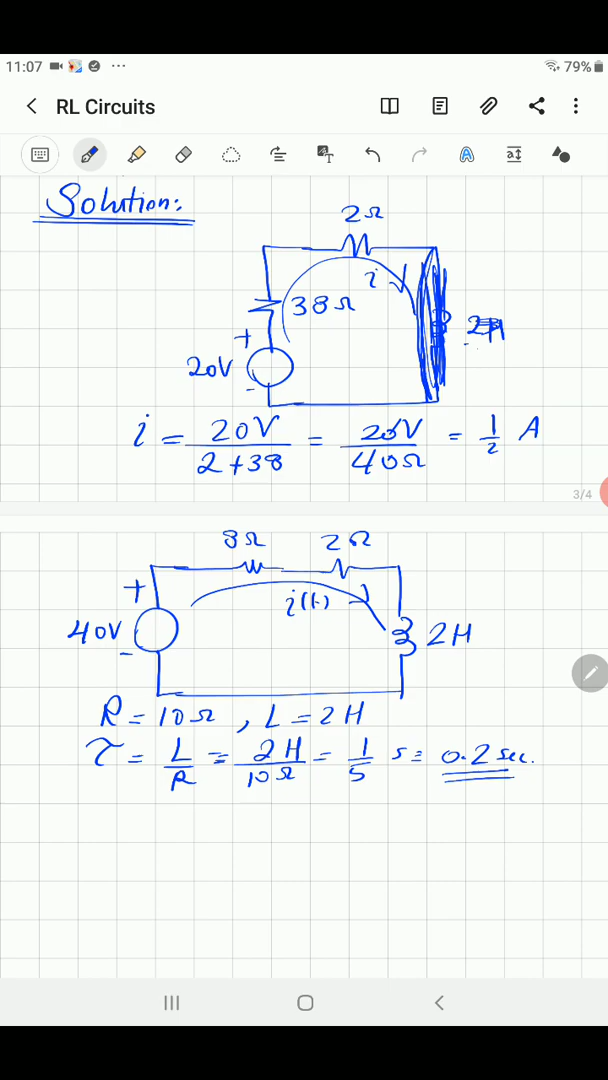 11:07 ... 79%
RL Circuits
Solution:
2Ω
i
38Ω
+
20V
-
i = 20V / 2+38 = 20V / 40Ω = 1/2 A
3/4
8Ω 2Ω
+
i(t)
40V 2H
-
R = 10Ω , L = 2H
τ = L/R = 2H / 10Ω = 1/5 s = 0.2 sec.